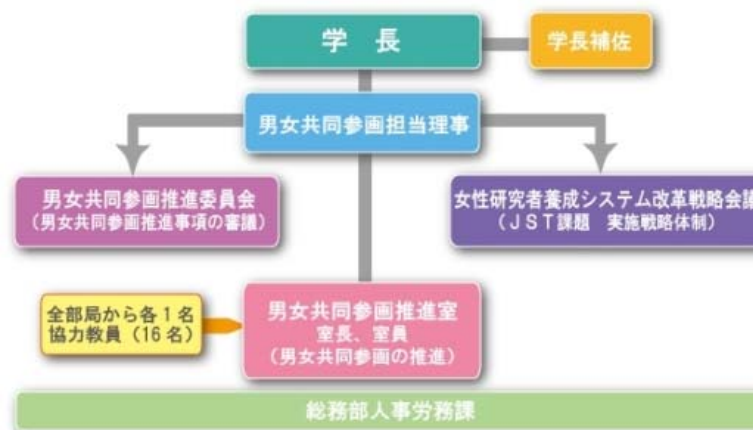 学　長
学長補佐
男女共同参画担当理事
男女共同参画推進委員会
（男女共同参画推進事項の審議）
女性研究者養成システム改革戦略会議
（ＪＳＴ課題　実施戦略体制）
全部局から各１名
協力教員（16名）
男女共同参画推進室
室長、室員
（男女共同参画の推進）
総務部人事労務課